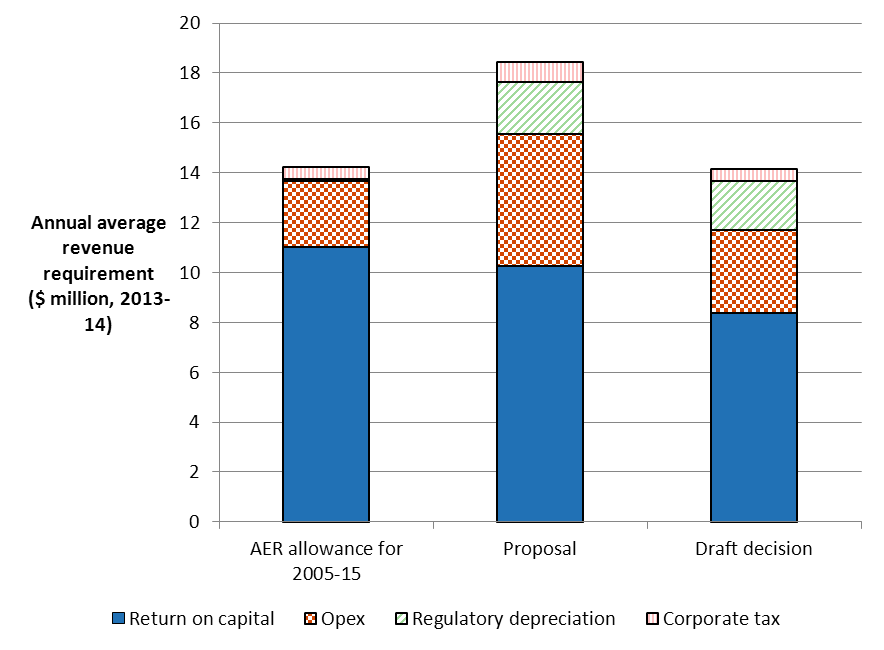 20
18
16
14
12
10
8
6
4
2
0
Annual average
revenue
requirement
($ million, 2013-
14)
AER allowance for
2005-15
Proposal
Draft decision
Return on capital
Opex
Regulatory depreciation
Corporate tax